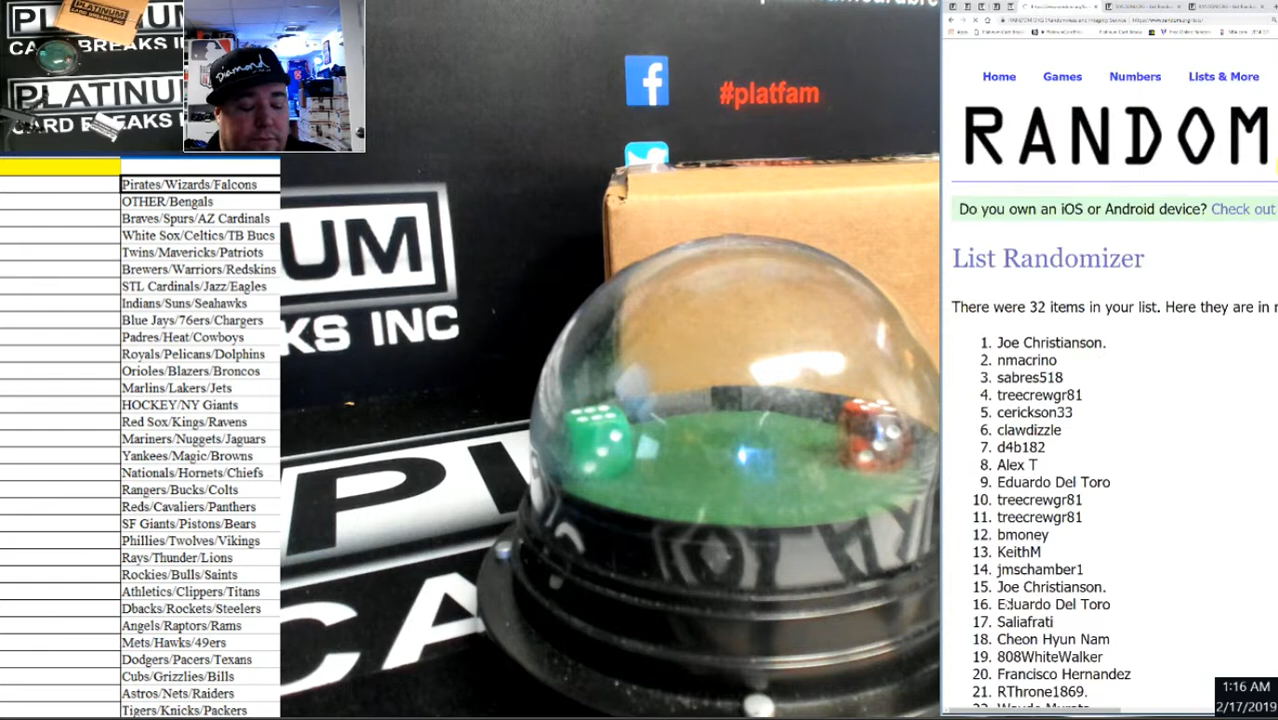 PLATINUM
CARD BREAKS INC
PLATINUM
CARD BREAKS IN
Diamond
#platfam
UM
KS INC
PL
CA
Pirates/Wizards/Falcons
OTHER/Bengals
Braves/Spurs/AZ Cardinals
White Sox/Celtics/TB Bucs
Twins/Mavericks/Patriots
Brewers/Warriors/Redskins
STL Cardinals/Jazz/Eagles
Indians/Suns/Seahawks
Blue Jays/76ers/Chargers
Padres/Heat/Cowboys
Royals/Pelicans/Dolphins
Orioles/Blazers/Broncos
Marlins/Lakers/Jets
HOCKEY/NY Giants
Red Sox/Kings/Ravens
Mariners/Nuggets/Jaguars
Yankees/Magic/Browns
Nationals/Hornets/Chiefs
Rangers/Bucks/Colts
Reds/Cavaliers/Panthers
SF Giants/Pistons/Bears
Phillies/Twolves/Vikings
Rays/Thunder/Lions
Rockies/Bulls/Saints
Athletics/Clippers/Titans
Dbacks/Rockets/Steelers
Angels/Raptors/Rams
Mets/Hawks/49ers
Dodgers/Pacers/Texans
Cubs/Grizzlies/Bills
Astros/Nets/Raiders
Tigers/Knicks/Packers
Home Games Numbers Lists & More
RANDOM
Do you own an iOS or Android device? Check out
List Randomizer
There were 32 items in your list. Here they are in r
1. Joe Christianson.
2. nmacrino
3. sabres518
4. treecrewgr81
5. cerickson33
6. clawdizzle
7. d4b182
8. Alex T
9. Eduardo Del Toro
10. treecrewgr81
11. treecrewgr81
12. bmoney
13. KeithM
14. jmschamber1
15. Joe Christianson.
16. Eduardo Del Toro
17. Saliafrati
18. Cheon Hyun Nam
19. 808WhiteWalker
20. Francisco Hernandez
21. RThrone1869.
1:16 AM
2/17/2019